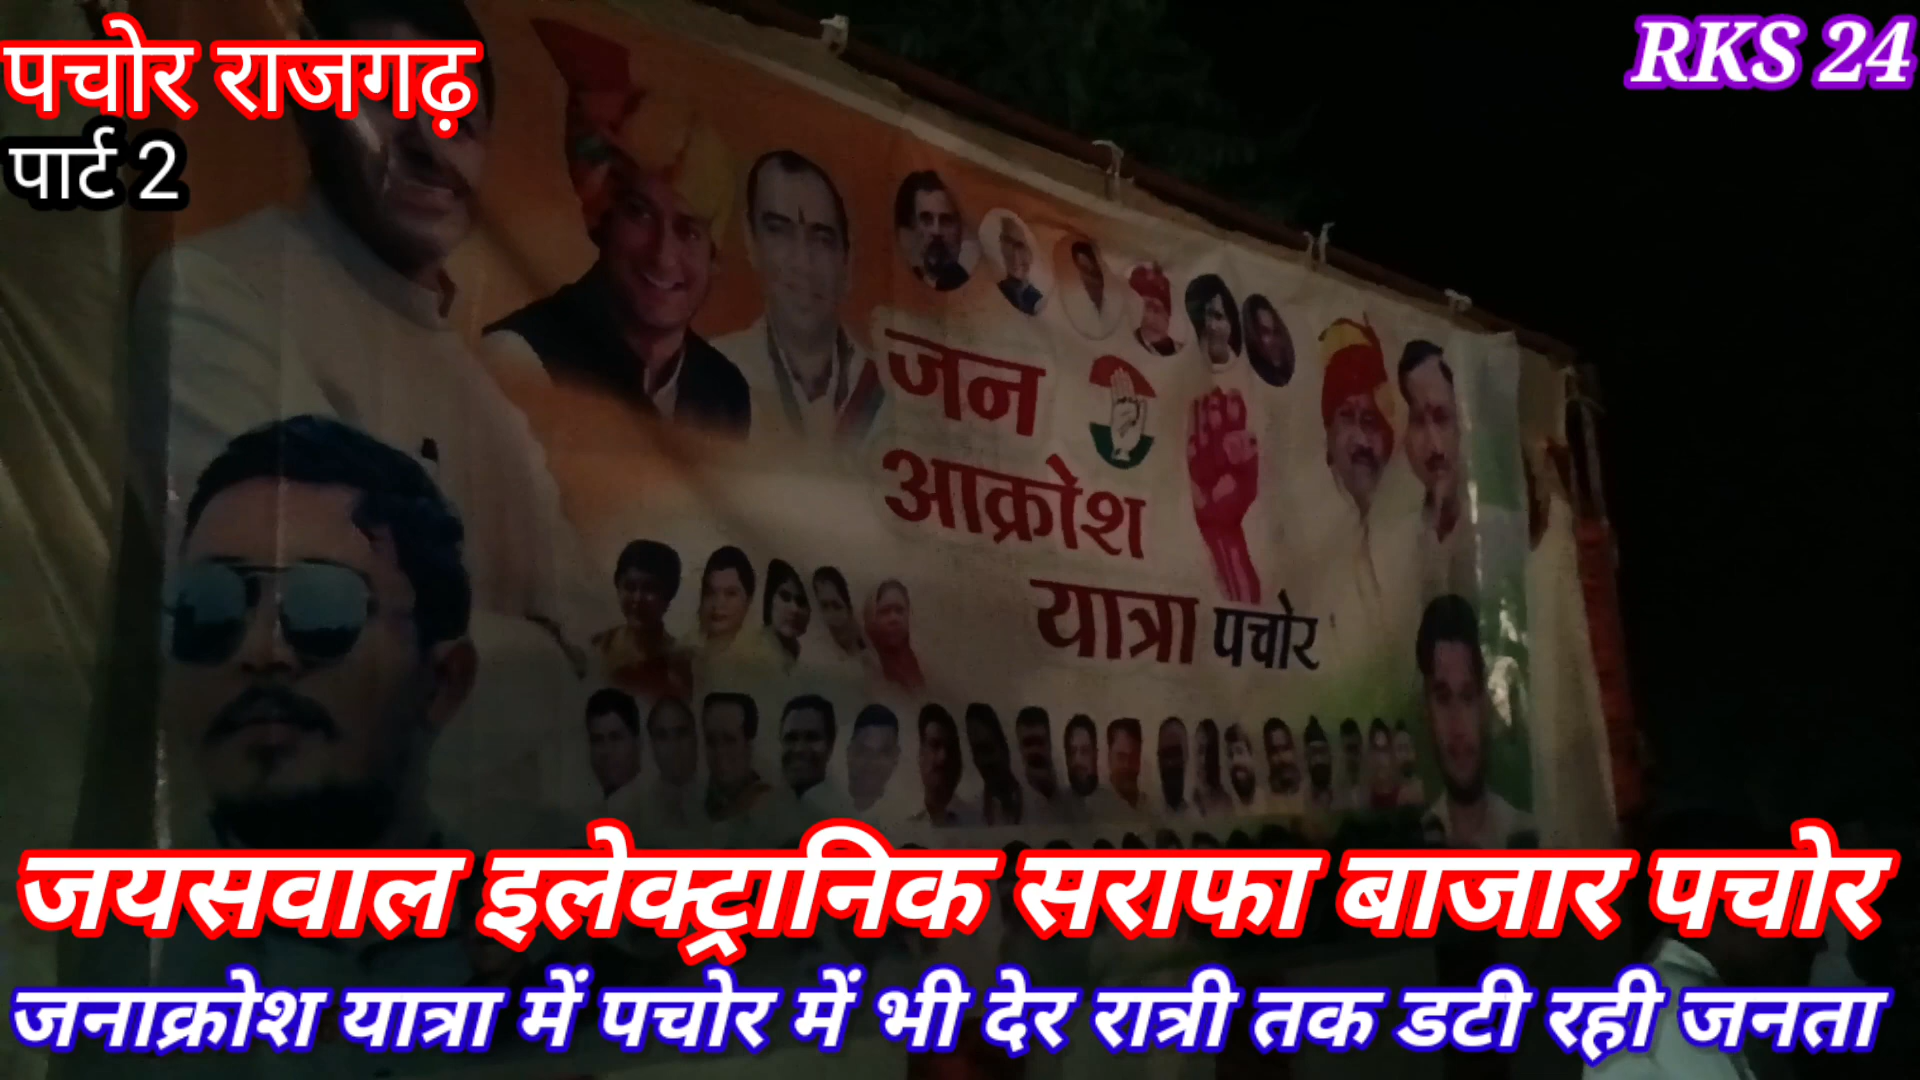 पचोर राजगढ़
पार्ट 2
RKS 24
जन
आक्रोश
यात्रा पचोर
जयसवाल इलेक्ट्रानिक सराफा बाजार पचोर
जनाक्रोश यात्रा में पचोर में भी देर रात्री तक डटी रही जनता